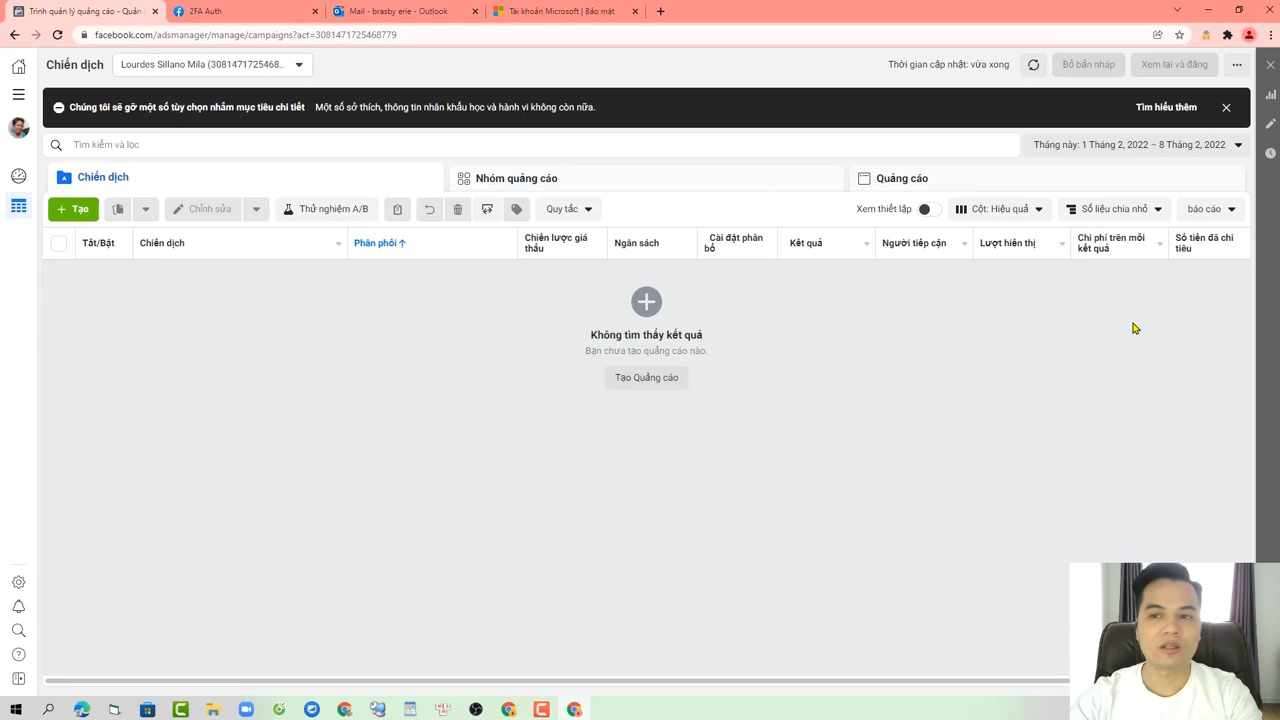 Trình quản lý quảng cáo - Quản
2FA Auth
Mail - brasby erie - Outlook
Tài khoản Microsoft | Bảo mật
facebook.com/adsmanager/manage/campaigns?act=3081471725468779
Chiến dịch
Lourdes Sillano Mila (3081471725468...
Thời gian cập nhật: vừa xong
Bỏ bản nháp
Xem lại và đăng
Chúng tôi sẽ gỡ một số tùy chọn nhắm mục tiêu chi tiết Một số sở thích, thông tin nhân khẩu học và hành vi không còn nữa.
Tìm hiểu thêm
Tìm kiếm và lọc
Tháng này: 1 Tháng 2, 2022 – 8 Tháng 2, 2022
Chiến dịch
Nhóm quảng cáo
Quảng cáo
+ Tạo
Chỉnh sửa
Thử nghiệm A/B
Quy tắc
Xem thiết lập
Cột: Hiệu quả
Số liệu chia nhỏ
báo cáo
Tắt/Bật
Chiến dịch
Phân phối ↑
Chiến lược giá thầu
Ngân sách
Cài đặt phân bổ
Kết quả
Người tiếp cận
Lượt hiển thị
Chi phí trên mỗi kết quả
Số tiền đã chi tiêu
Không tìm thấy kết quả
Bạn chưa tạo quảng cáo nào.
Tạo Quảng cáo